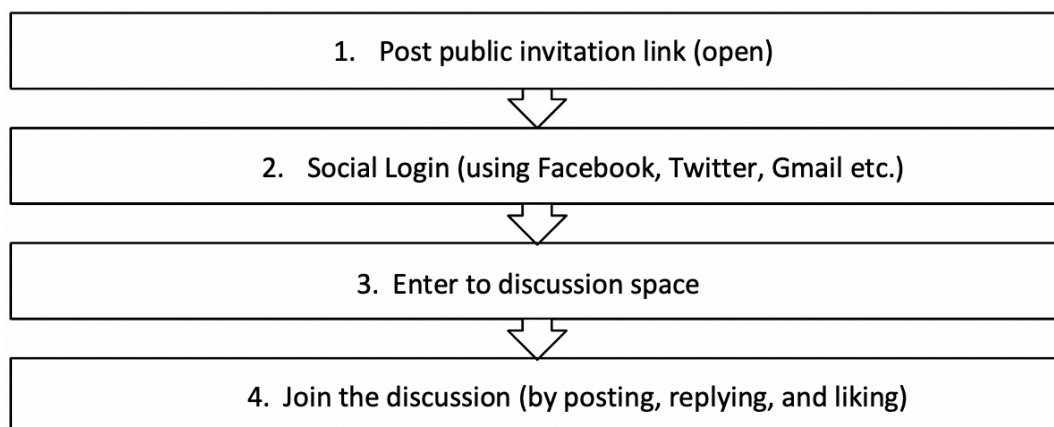 1. Post public invitation link (open)
2. Social Login (using Facebook, Twitter, Gmail etc.)
3. Enter to discussion space
4. Join the discussion (by posting, replying, and liking)